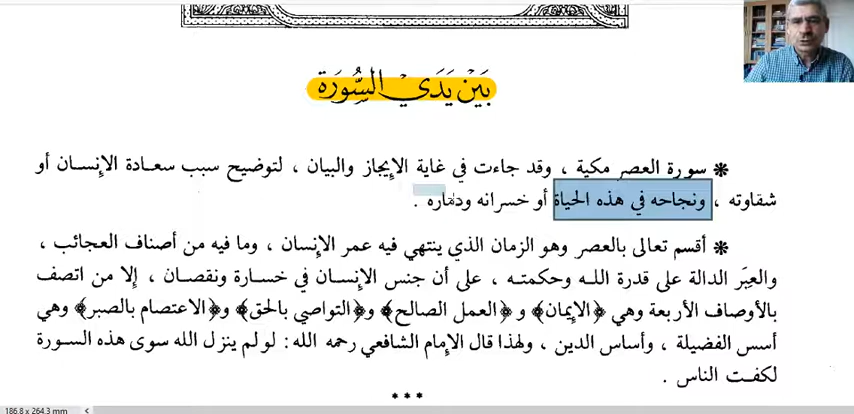 بَيْن يَدَيِ السُّورَة
* سورة العصر مكية ، وقد جاءت في غاية الإيجاز والبيان ، لتوضيح سبب سعادة الإنسان أو
شقاوته ، ونجاحه في هذه الحياة أو خسرانه ودماره .
* أقسم تعالى بالعصر وهو الزمان الذي ينتهي فيه عمر الإنسان ، وما فيه من أصناف العجائب ،
والعِبَر الدالة على قدرة الله وحكمته ، على أن جنس الإنسان في خسارة ونقصان ، إلا من اتصف
بالأوصاف الأربعة وهي ﴿الإيمان﴾ و ﴿العمل الصالح﴾ و﴿التواصي بالحق﴾ و﴿الاعتصام بالصبر﴾ وهي
أسس الفضيلة ، وأساس الدين ، ولهذا قال الإمام الشافعي رحمه الله : لو لم ينزل الله سوى هذه السورة
لكفت الناس .
* * *
186.8 x 264.3 mm